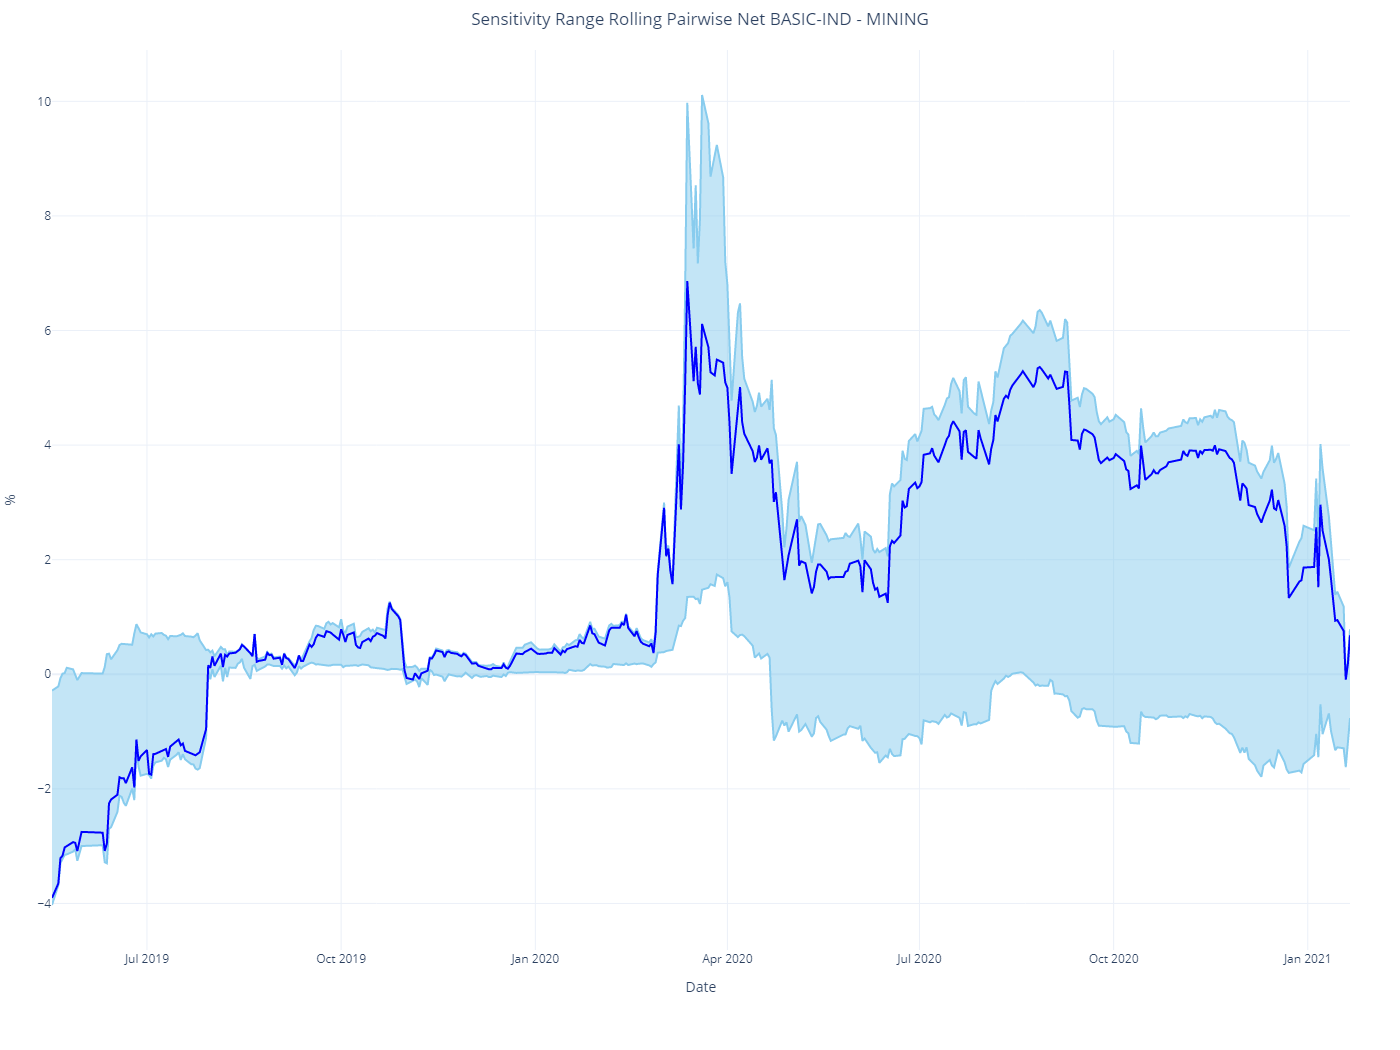 Sensitivity Range Rolling Pairwise Net BASIC-IND - MINING
10
8
6
4
2
0
−2
−4
%
Jul 2019
Oct 2019
Jan 2020
Apr 2020
Jul 2020
Oct 2020
Jan 2021
Date